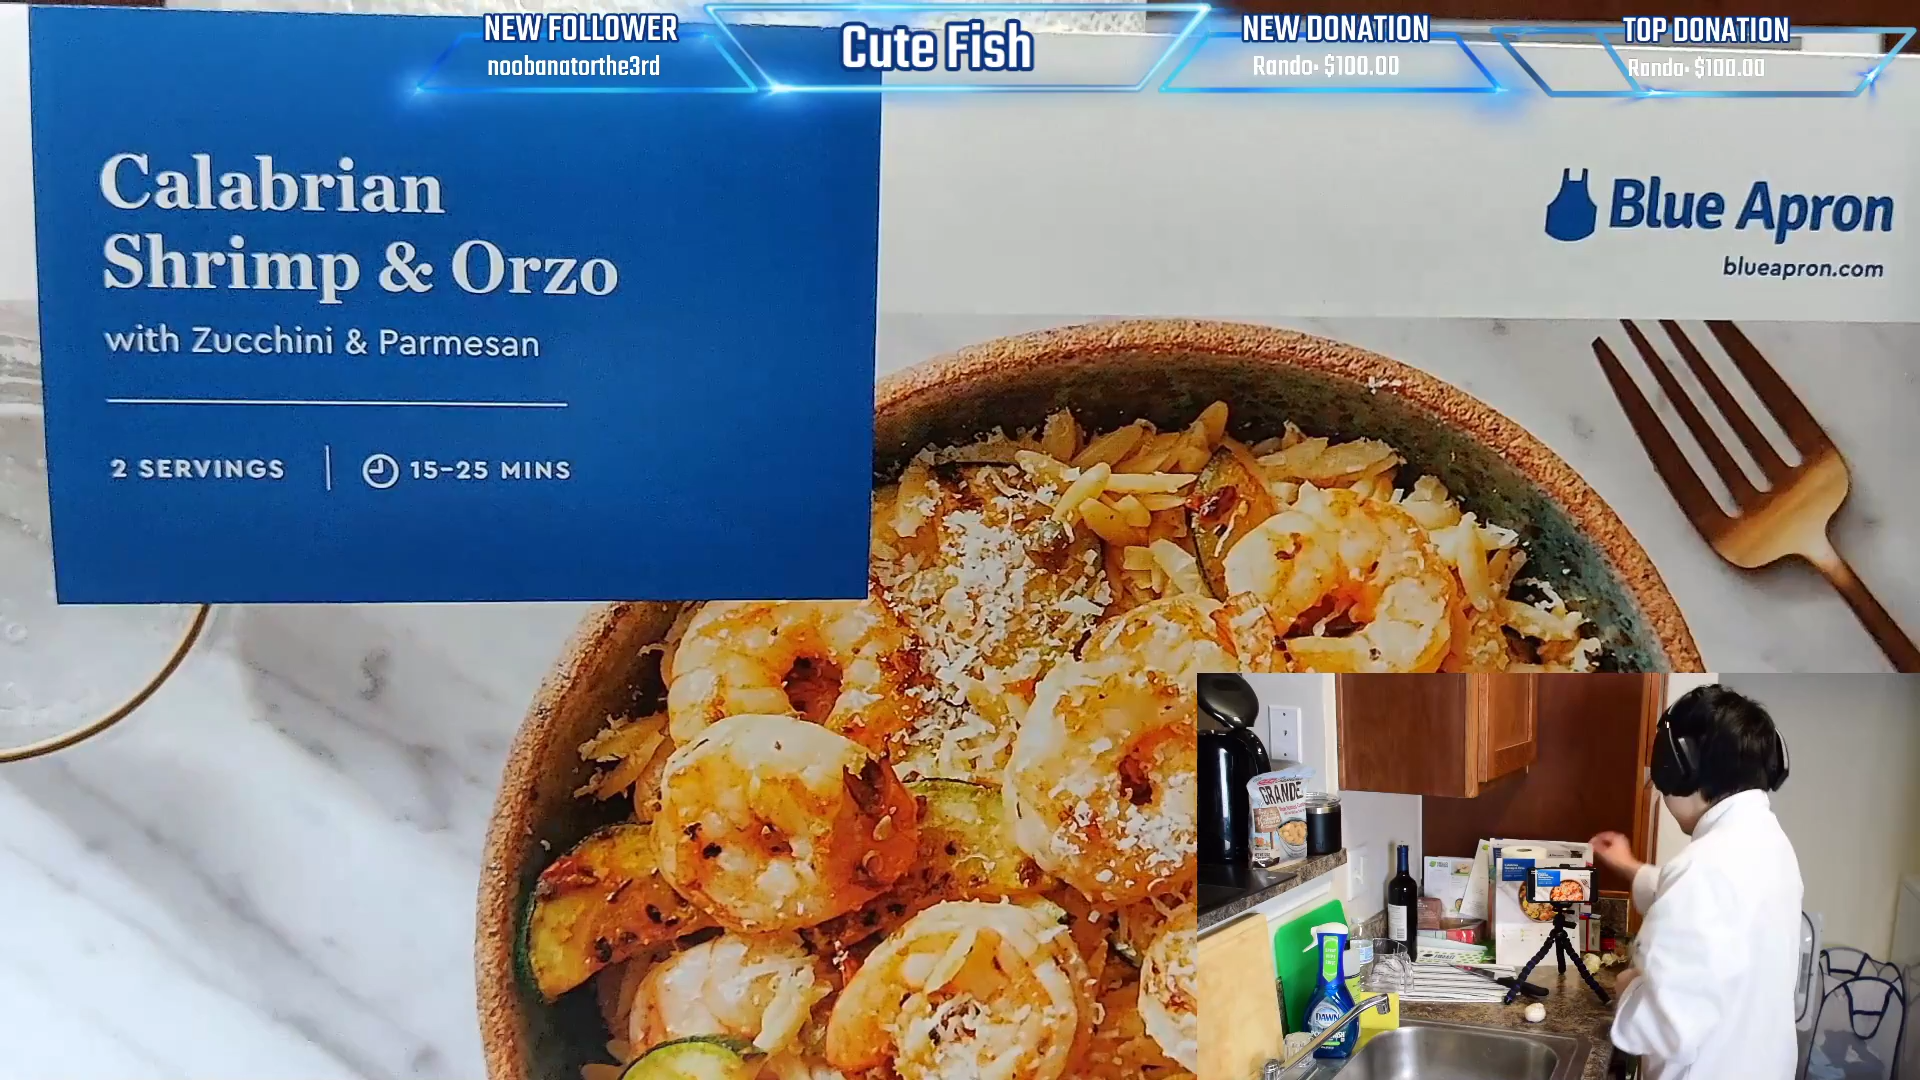 NEW FOLLOWER
noobanatorthe3rd
Cute Fish
NEW DONATION
Rando: $100.00
TOP DONATION
Rando: $100.00
Calabrian
Shrimp & Orzo
with Zucchini & Parmesan
2 SERVINGS
15-25 MINS
Blue Apron
blueapron.com
GRANDE
DAWN